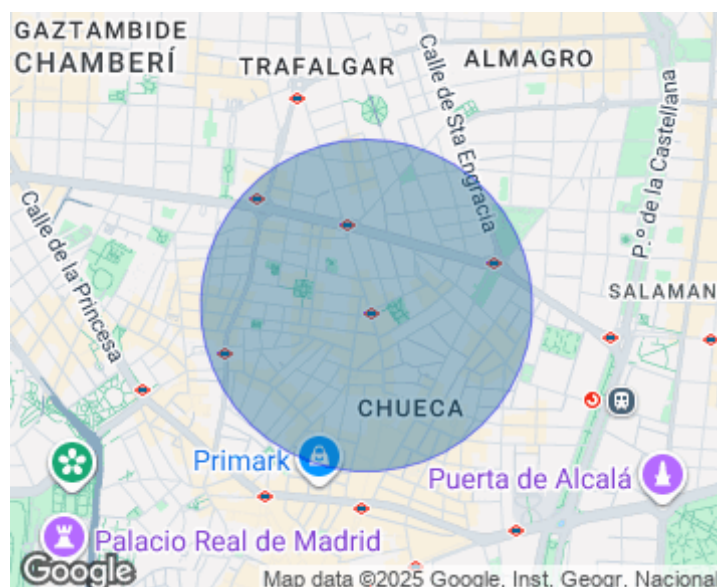 GAZTAMBIDE
CHAMBERÍ
TRAFALGAR
ALMAGRO
Calle de Sta Engracia
P.º de la Castellana
Calle de la Princesa
SALAMAN
CHUECA
Primark
Puerta de Alcalá
Palacio Real de Madrid
Google
Map data ©2025 Google, Inst. Geogr. Nacional